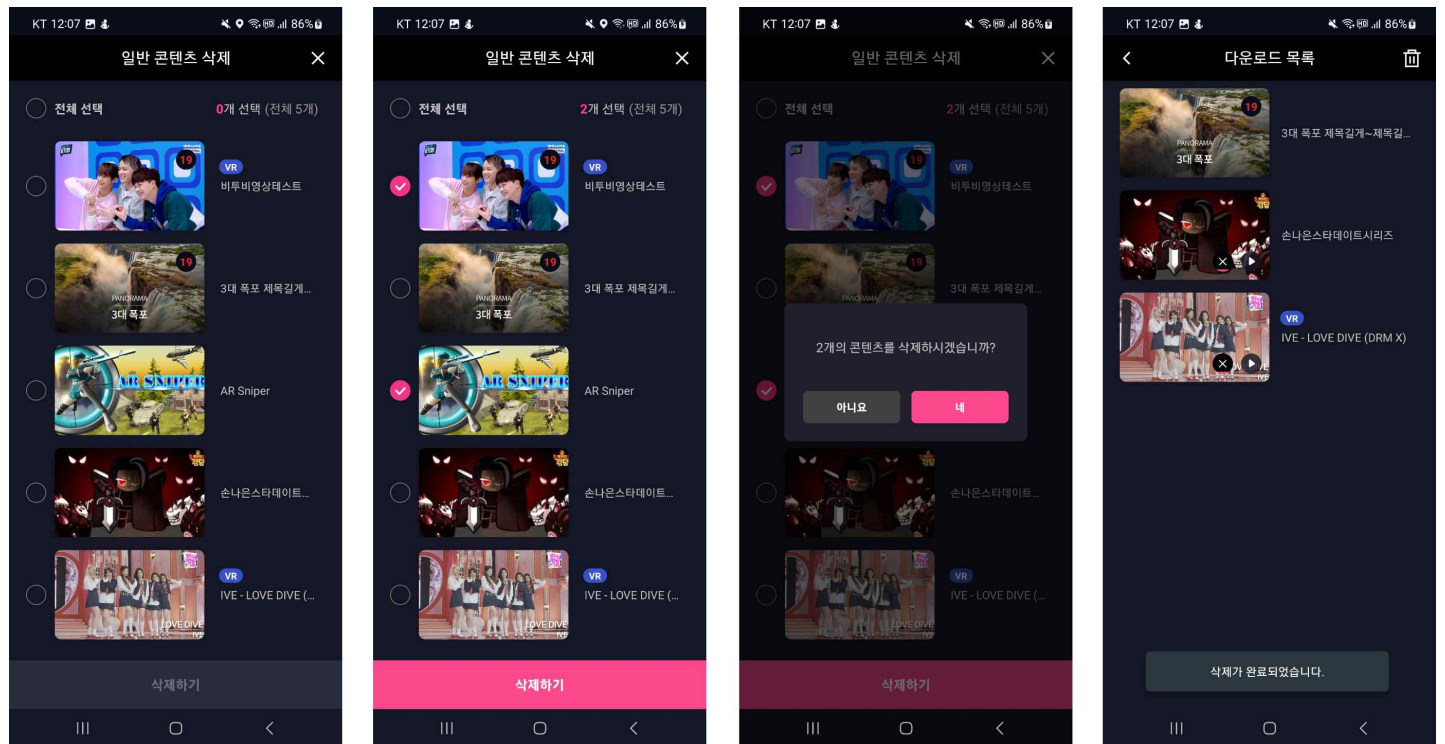 KT 12:07
86%
일반 콘텐츠 삭제
전체 선택
0개 선택 (전체 5개)
19
VR
비투비영상테스트
19
PANORAMA
3대 폭포
3대 폭포 제목길게...
AR SNIPER
AR Sniper
손나은스타데이트...
VR
IVE - LOVE DIVE (...
LOVE DIVE
IVE
삭제하기
KT 12:07
86%
일반 콘텐츠 삭제
전체 선택
2개 선택 (전체 5개)
19
VR
비투비영상테스트
19
PANORAMA
3대 폭포
3대 폭포 제목길게...
AR SNIPER
AR Sniper
손나은스타데이트...
VR
IVE - LOVE DIVE (...
LOVE DIVE
IVE
삭제하기
KT 12:07
86%
일반 콘텐츠 삭제
전체 선택
2개 선택 (전체 5개)
19
VR
비투비영상테스트
19
PANORAMA
3대 폭포 제목길게...
2개의 콘텐츠를 삭제하시겠습니까?
아니요
네
손나은스타데이트...
VR
IVE - LOVE DIVE (...
LOVE DIVE
IVE
삭제하기
KT 12:07
86%
다운로드 목록
19
PANORAMA
3대 폭포
3대 폭포 제목길게~제목길...
손나은스타데이트시리즈
VR
IVE - LOVE DIVE (DRM X)
삭제가 완료되었습니다.